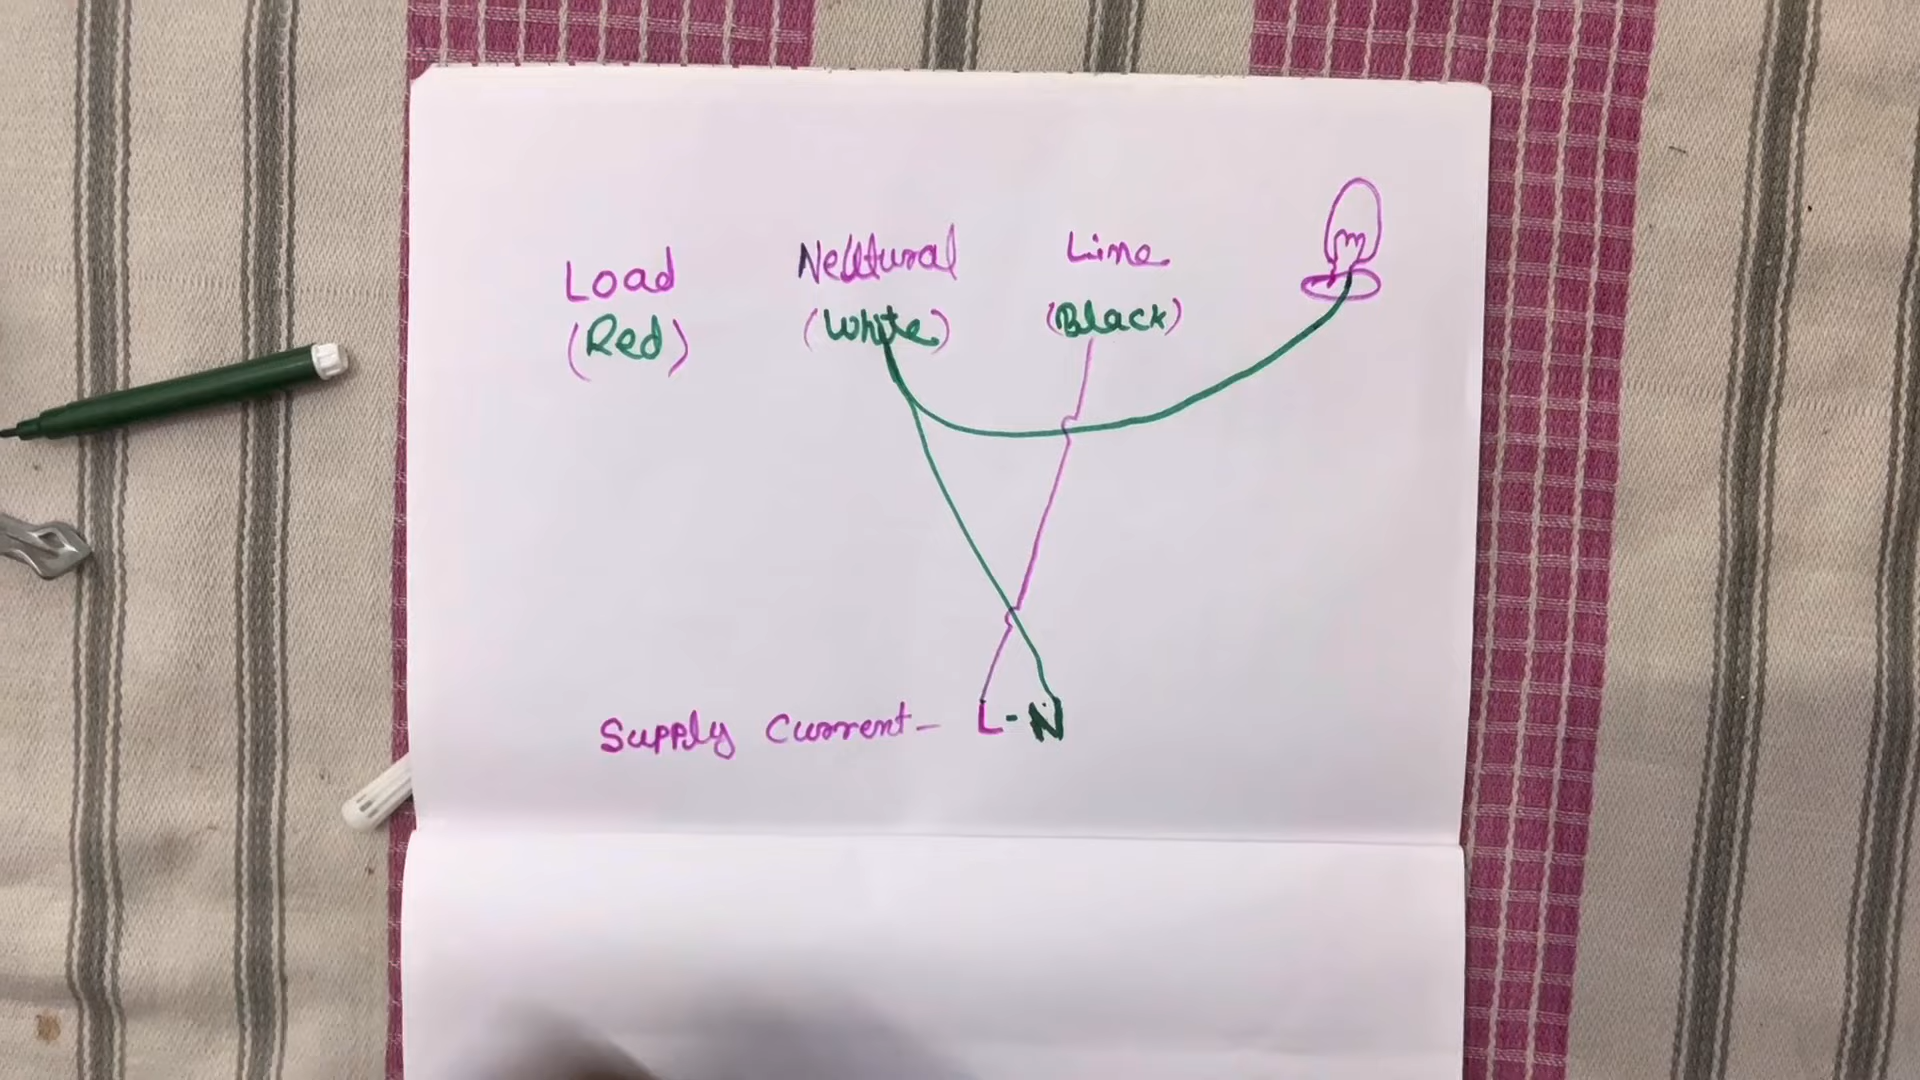 Load Neutural Line
(Red) (White) (Black)
Supply Current - L-N